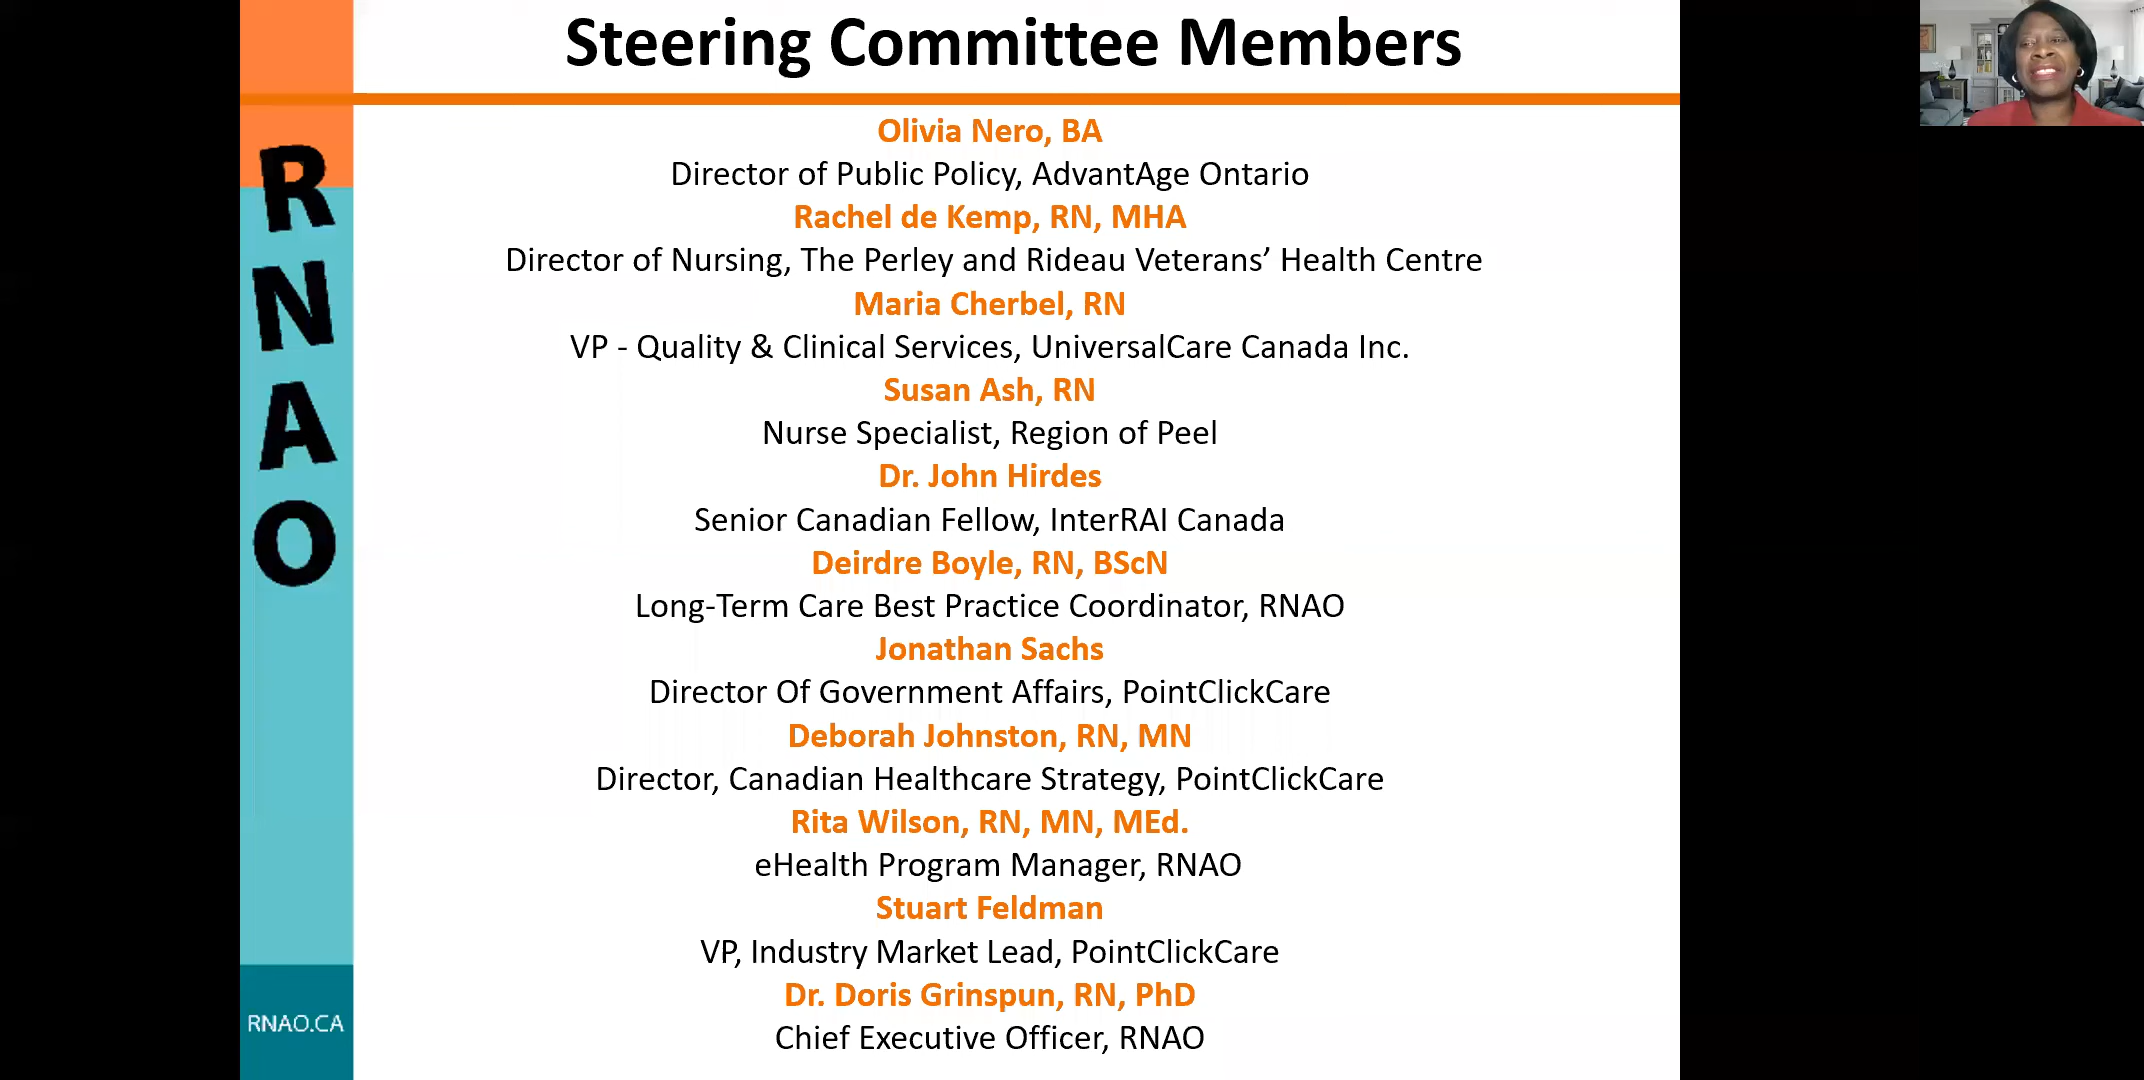 Steering Committee Members
RNAO
Olivia Nero, BA
Director of Public Policy, AdvantAge Ontario
Rachel de Kemp, RN, MHA
Director of Nursing, The Perley and Rideau Veterans’ Health Centre
Maria Cherbel, RN
VP - Quality & Clinical Services, UniversalCare Canada Inc.
Susan Ash, RN
Nurse Specialist, Region of Peel
Dr. John Hirdes
Senior Canadian Fellow, InterRAI Canada
Deirdre Boyle, RN, BScN
Long-Term Care Best Practice Coordinator, RNAO
Jonathan Sachs
Director Of Government Affairs, PointClickCare
Deborah Johnston, RN, MN
Director, Canadian Healthcare Strategy, PointClickCare
Rita Wilson, RN, MN, MEd.
eHealth Program Manager, RNAO
Stuart Feldman
VP, Industry Market Lead, PointClickCare
Dr. Doris Grinspun, RN, PhD
Chief Executive Officer, RNAO
RNAO.CA